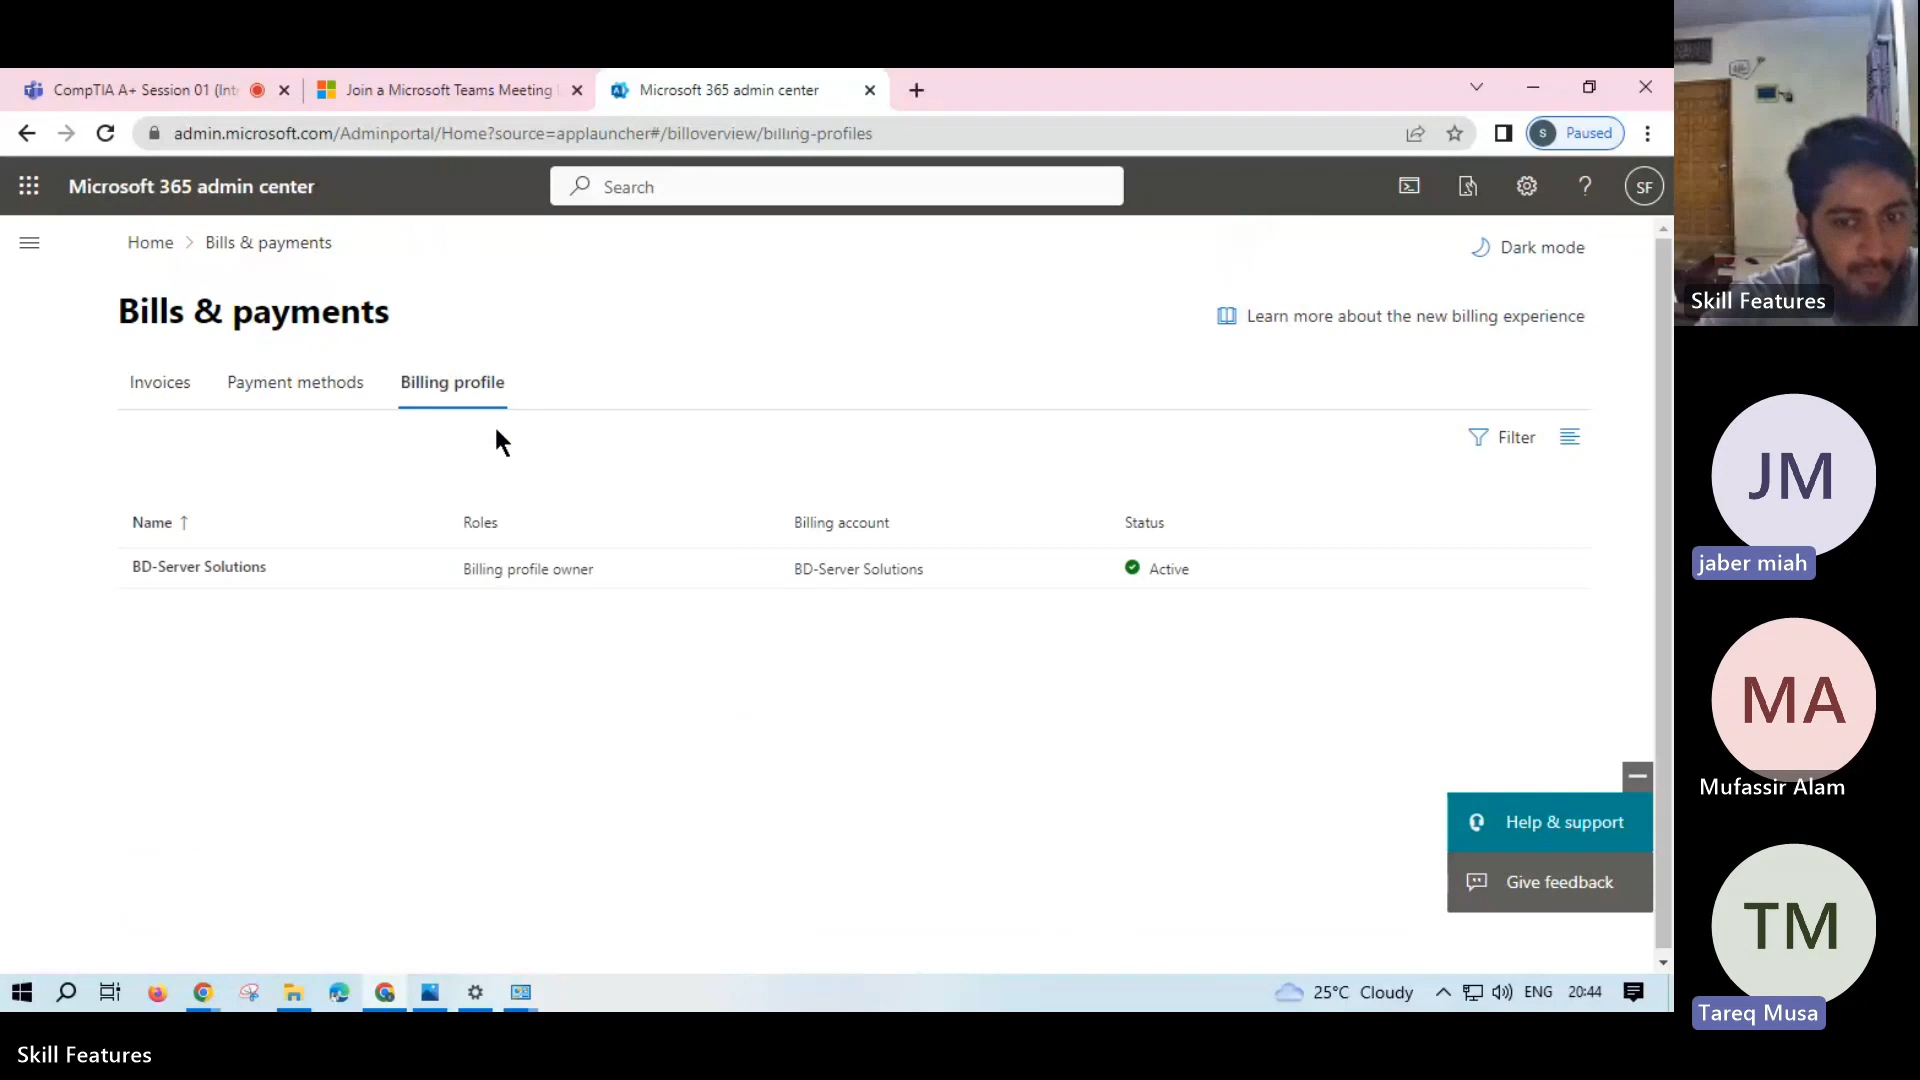 CompTIA A+ Session 01 (Int
Join a Microsoft Teams Meeting
Microsoft 365 admin center
admin.microsoft.com/Adminportal/Home?source=applauncher#/billoverview/billing-profiles
S Paused
Microsoft 365 admin center
Search
SF
Home > Bills & payments
Dark mode
Bills & payments
Learn more about the new billing experience
Invoices Payment methods Billing profile
Filter
Name ↑ Roles Billing account Status
BD-Server Solutions Billing profile owner BD-Server Solutions Active
Help & support
Give feedback
25°C Cloudy ENG 20:44
Skill Features
Skill Features
JM
jaber miah
MA
Mufassir Alam
TM
Tareq Musa